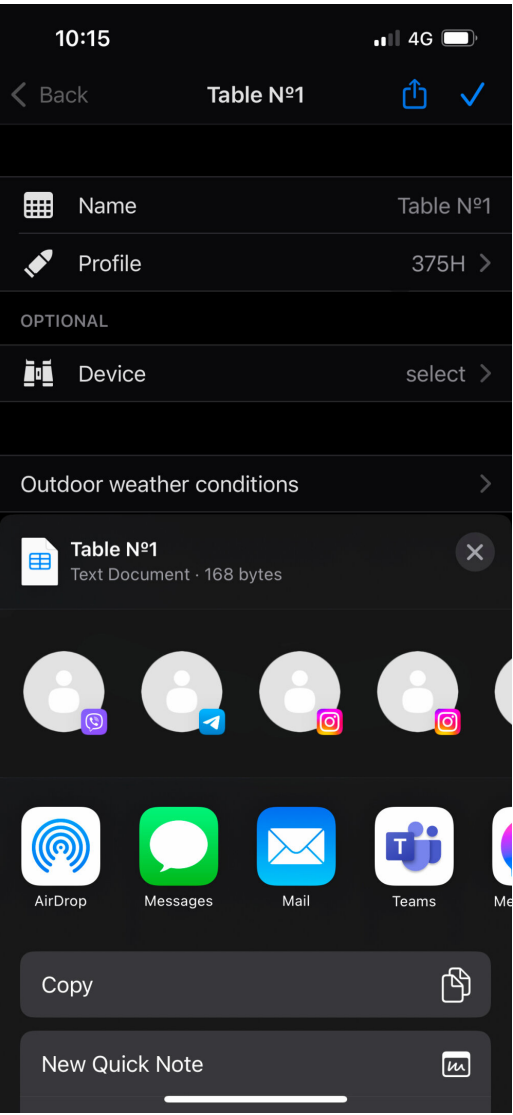 10:15
4G
Back
Table Nº1
Name
Table Nº1
Profile
375H
OPTIONAL
Device
select
Outdoor weather conditions
Table Nº1
Text Document · 168 bytes
T
AirDrop
Messages
Mail
Teams
Me
Copy
New Quick Note